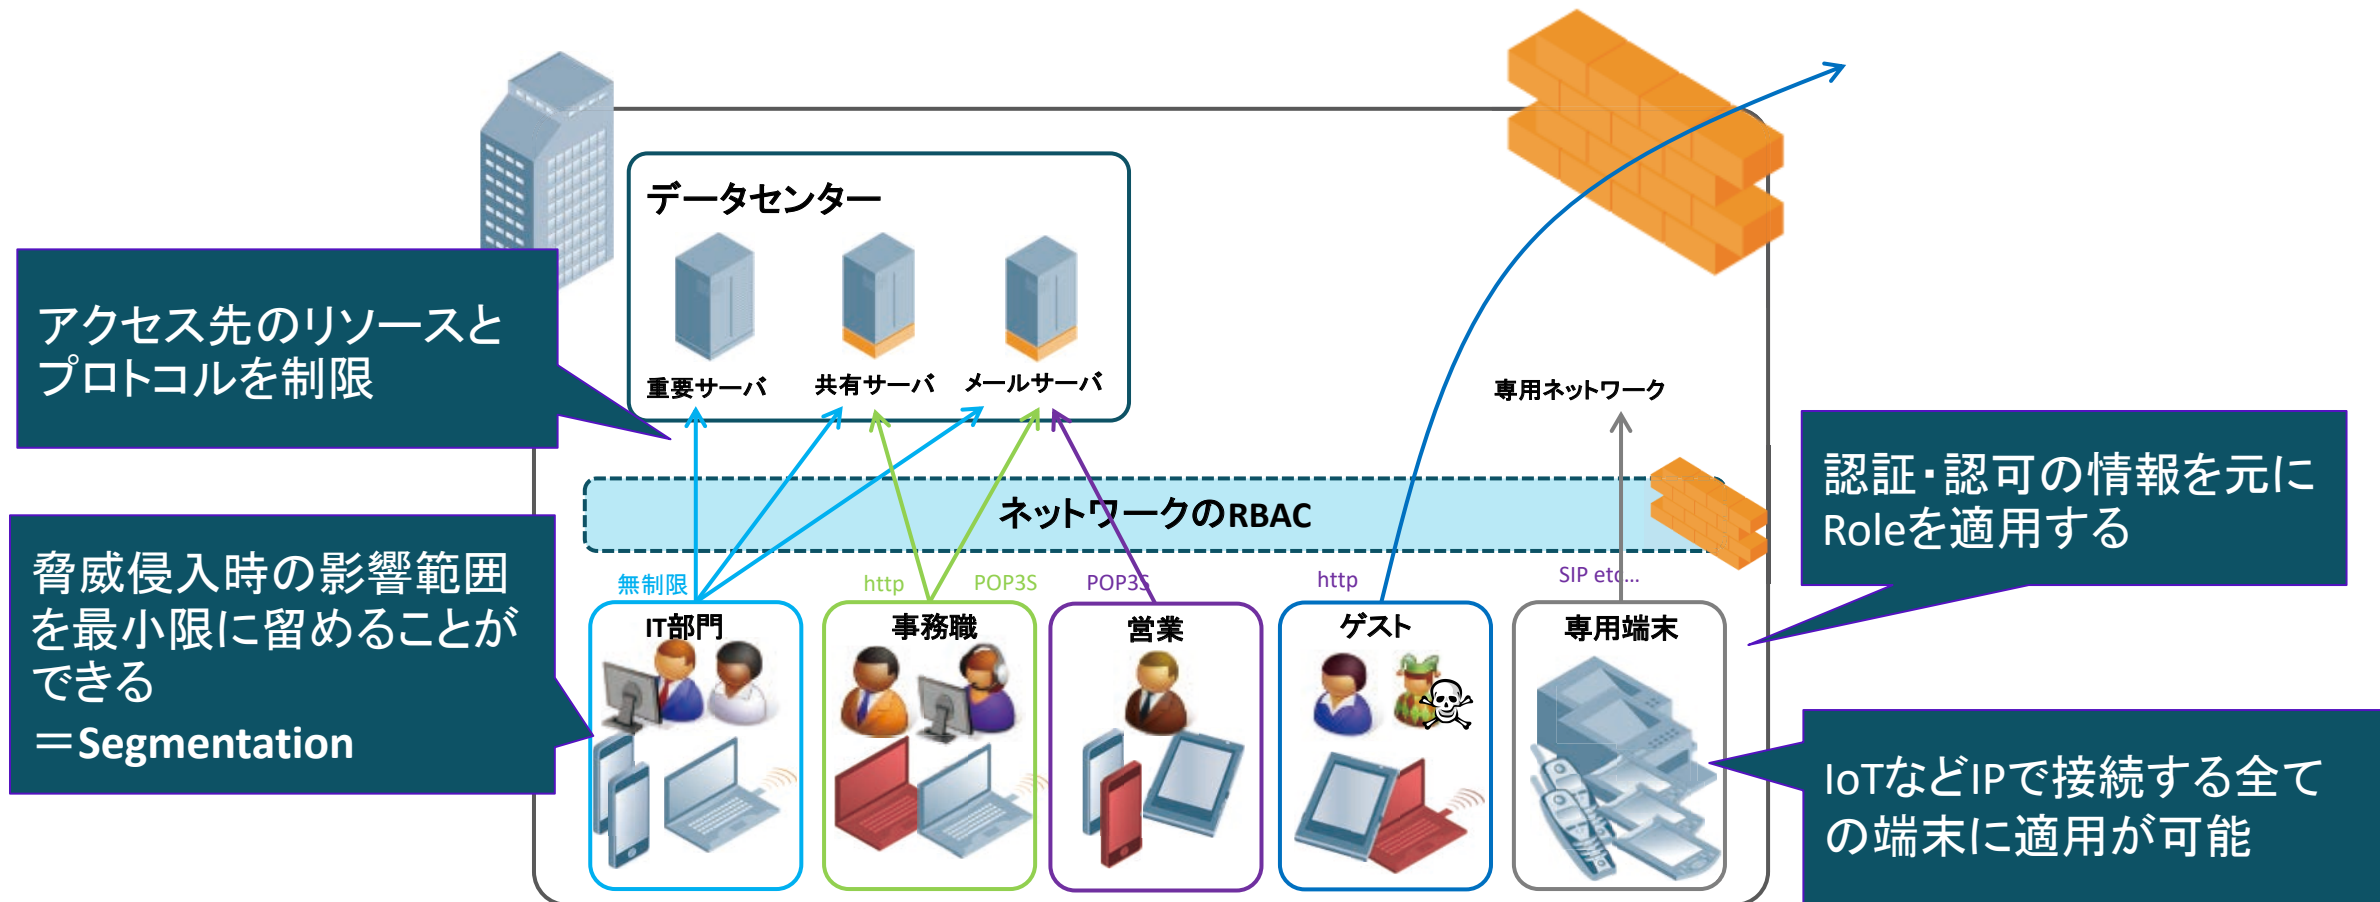 データセンター
重要サーバ
共有サーバ
メールサーバ
アクセス先のリソースと
プロトコルを制限
専用ネットワーク
ネットワークのRBAC
認証・認可の情報を元に
Roleを適用する
脅威侵入時の影響範囲
を最小限に留めることが
できる
＝Segmentation
無制限
http
POP3S
POP3S
http
SIP etc…
IT部門
事務職
営業
ゲスト
専用端末
IoTなどIPで接続する全て
の端末に適用が可能